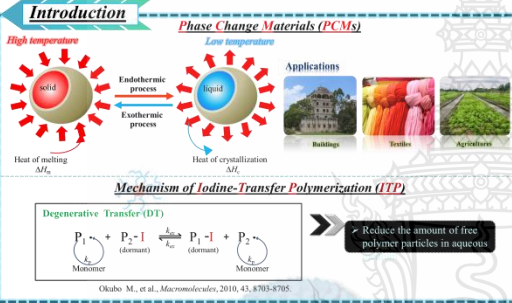 Introduction
Phase Change Materials (PCMs)
High temperature
Low temperature
solid
Endothermic
process
Exothermic
process
liquid
Heat of melting
ΔHm
Heat of crystallization
ΔHc
Applications
Buildings
Textiles
Agricultures
Mechanism of Iodine-Transfer Polymerization (ITP)
Degenerative Transfer (DT)
P1• + P2-I kex kex P1-I + P2•
(dormant) (dormant)
kp kp
Monomer Monomer
➢ Reduce the amount of free
polymer particles in aqueous
Okubo M., et al., Macromolecules, 2010, 43, 8703-8705.